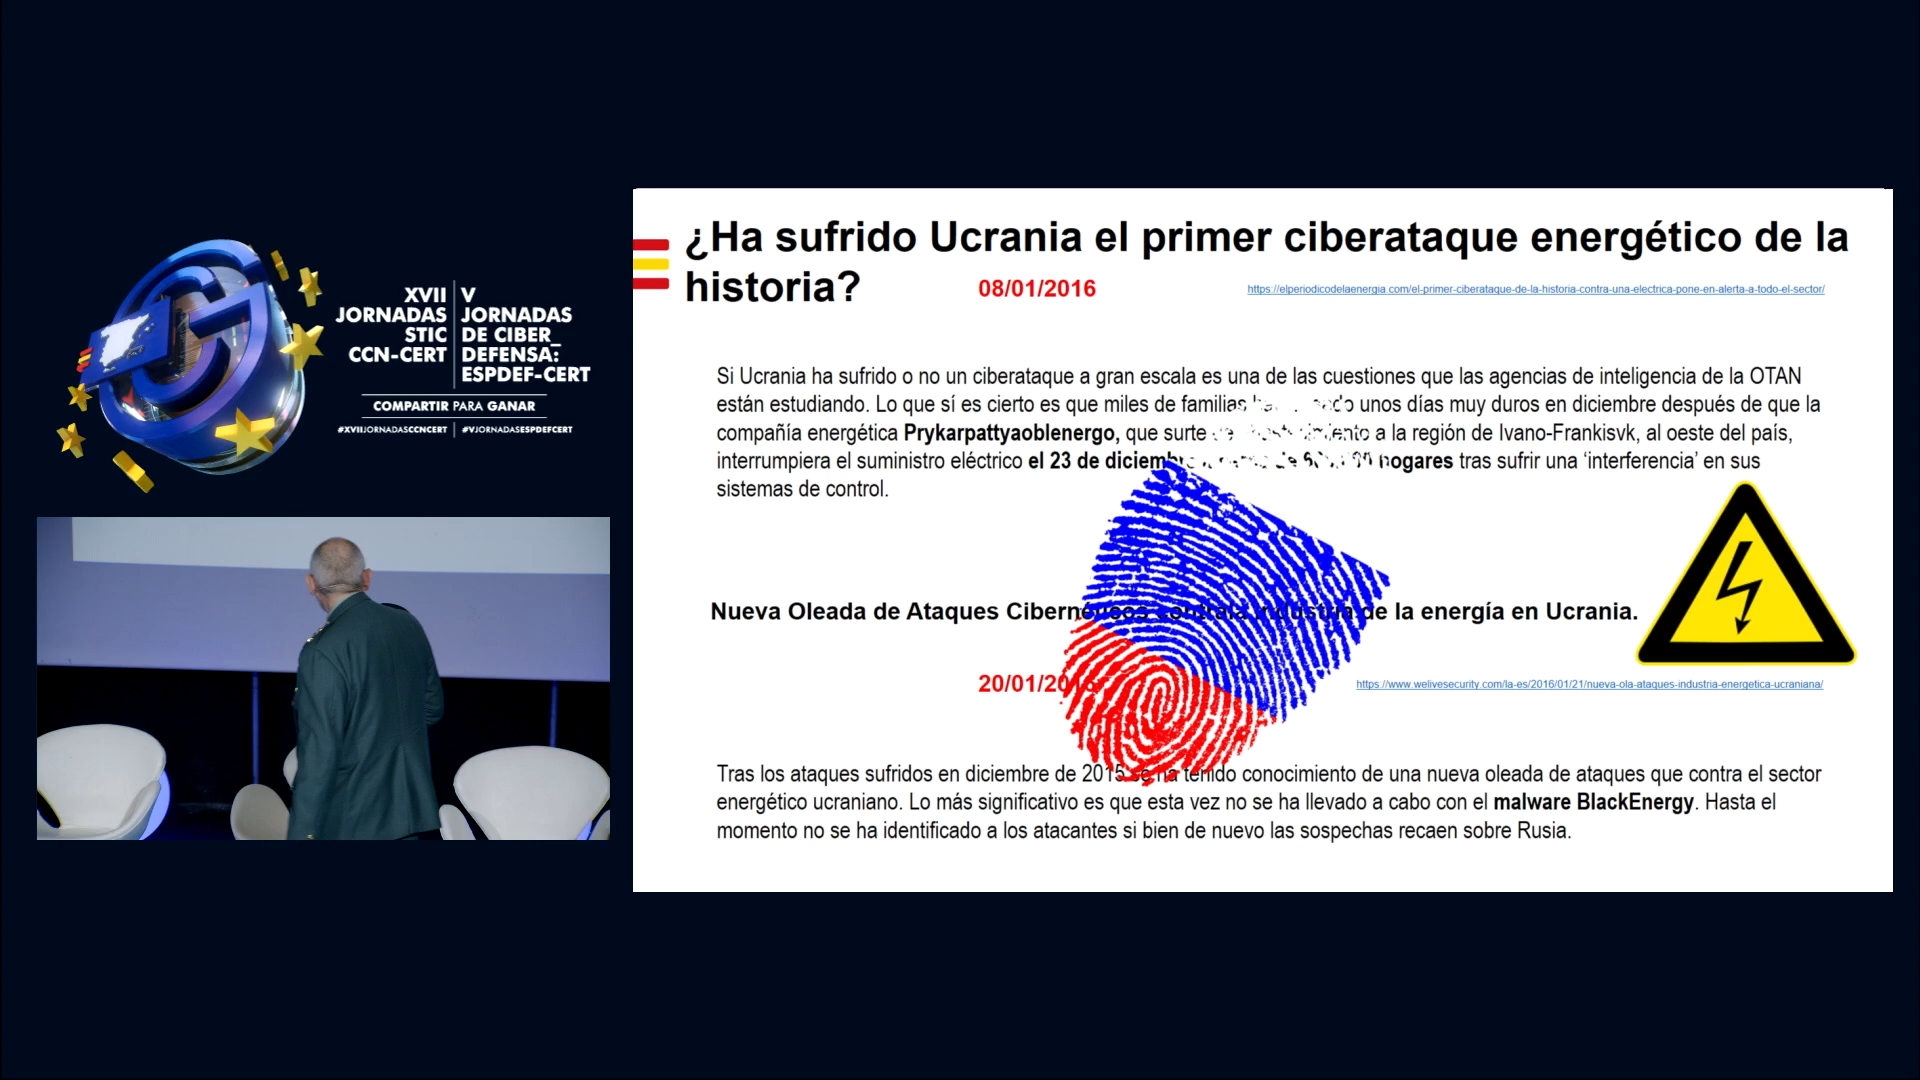 XVII
JORNADAS
STIC
CCN-CERT
V
JORNADAS
DE CIBER_
DEFENSA:
ESPDEF-CERT
COMPARTIR PARA GANAR
#XVIIJORNADASCCNCERT
#VJORNADASESPDEFCERT
¿Ha sufrido Ucrania el primer ciberataque energético de la
historia?
08/01/2016
https://elperiodicodelaenergia.com/el-primer-ciberataque-de-la-historia-contra-una-electrica-pone-en-alerta-a-todo-el-sector/
Si Ucrania ha sufrido o no un ciberataque a gran escala es una de las cuestiones que las agencias de inteligencia de la OTAN
están estudiando. Lo que sí es cierto es que miles de familias unos días muy duros en diciembre después de que la
compañía energética Prykarpattyaoblenergo, que surte a la región de Ivano-Frankisvk, al oeste del país,
interrumpiera el suministro eléctrico el 23 de diciembre hogares tras sufrir una ‘interferencia’ en sus
sistemas de control.
Nueva Oleada de Ataques Cibernéticos contra la industria de la energía en Ucrania.
20/01/2016
https://www.welivesecurity.com/la-es/2016/01/21/nueva-ola-ataques-industria-energetica-ucraniana/
Tras los ataques sufridos en diciembre de 2015 se ha tenido conocimiento de una nueva oleada de ataques que contra el sector
energético ucraniano. Lo más significativo es que esta vez no se ha llevado a cabo con el malware BlackEnergy. Hasta el
momento no se ha identificado a los atacantes si bien de nuevo las sospechas recaen sobre Rusia.